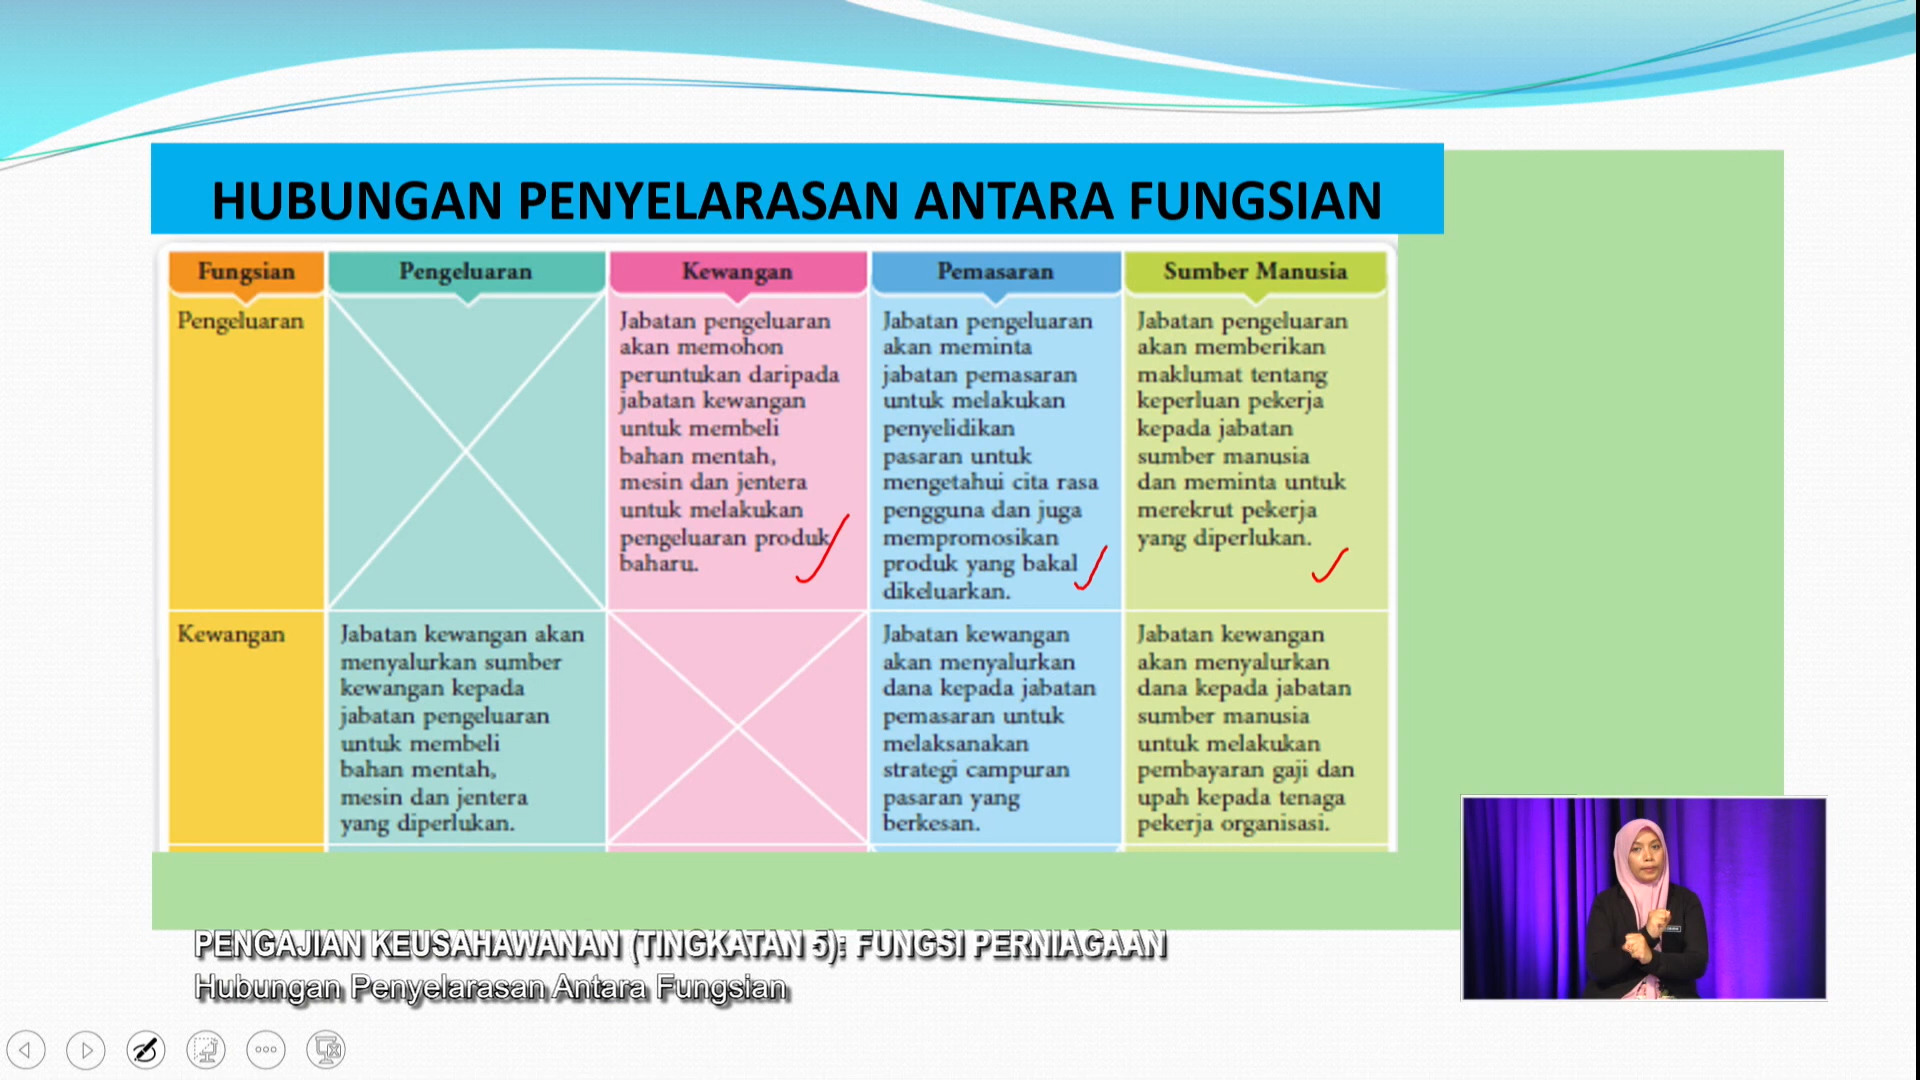 HUBUNGAN PENYELARASAN ANTARA FUNGSIAN
Fungsian
Pengeluaran
Kewangan
Pemasaran
Sumber Manusia
Pengeluaran
Jabatan pengeluaran
akan memohon
peruntukan daripada
jabatan kewangan
untuk membeli
bahan mentah,
mesin dan jentera
untuk melakukan
pengeluaran produk
baharu.
Jabatan pengeluaran
akan meminta
jabatan pemasaran
untuk melakukan
penyelidikan
pasaran untuk
mengetahui cita rasa
pengguna dan juga
mempromosikan
produk yang bakal
dikeluarkan.
Jabatan pengeluaran
akan memberikan
maklumat tentang
keperluan pekerja
kepada jabatan
sumber manusia
dan meminta untuk
merekrut pekerja
yang diperlukan.
Kewangan
Jabatan kewangan akan
menyalurkan sumber
kewangan kepada
jabatan pengeluaran
untuk membeli
bahan mentah,
mesin dan jentera
yang diperlukan.
Jabatan kewangan
akan menyalurkan
dana kepada jabatan
pemasaran untuk
melaksanakan
strategi campuran
pasaran yang
berkesan.
Jabatan kewangan
akan menyalurkan
dana kepada jabatan
sumber manusia
untuk melakukan
pembayaran gaji dan
upah kepada tenaga
pekerja organisasi.
PENGAJIAN KEUSAHAWANAN (TINGKATAN 5): FUNGSI PERNIAGAAN
Hubungan Penyelarasan Antara Fungsian